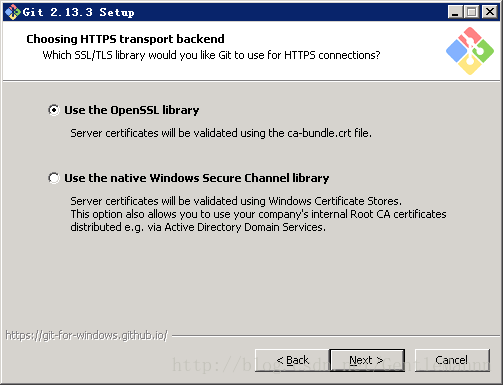 Git 2.13.3 Setup
Choosing HTTPS transport backend
Which SSL/TLS library would you like Git to use for HTTPS connections?
Use the OpenSSL library
Server certificates will be validated using the ca-bundle.crt file.
Use the native Windows Secure Channel library
Server certificates will be validated using Windows Certificate Stores.
This option also allows you to use your company's internal Root CA certificates
distributed e.g. via Active Directory Domain Services.
https://git-for-windows.github.io/
< Back
Next >
Cancel